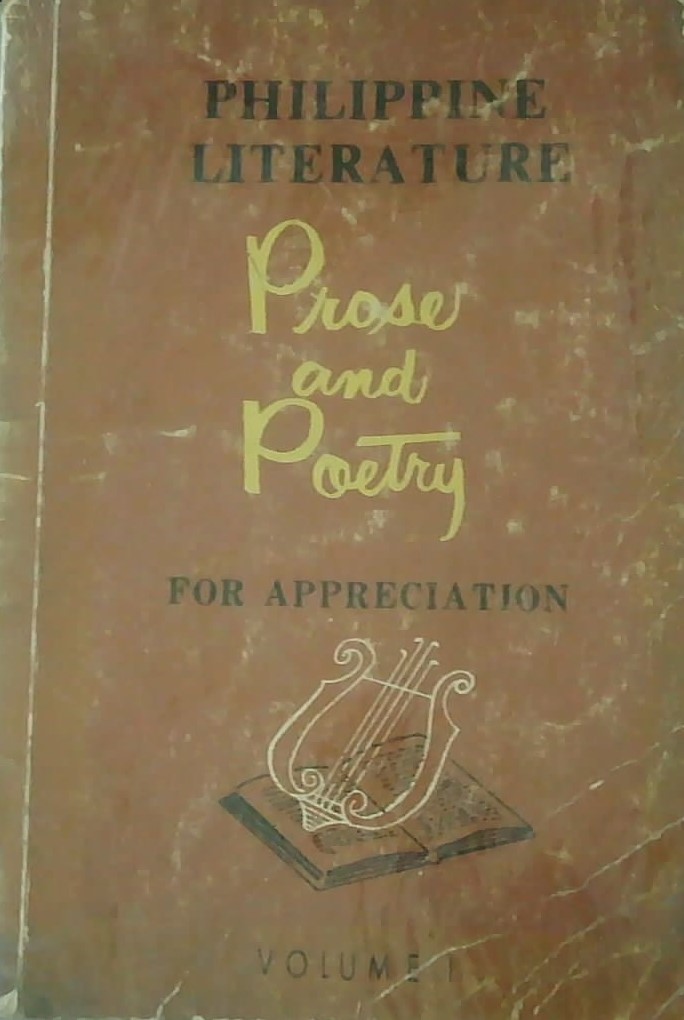 PHILIPPINE
LITERATURE
Prose
and
Poetry
FOR APPRECIATION
VOLUME I